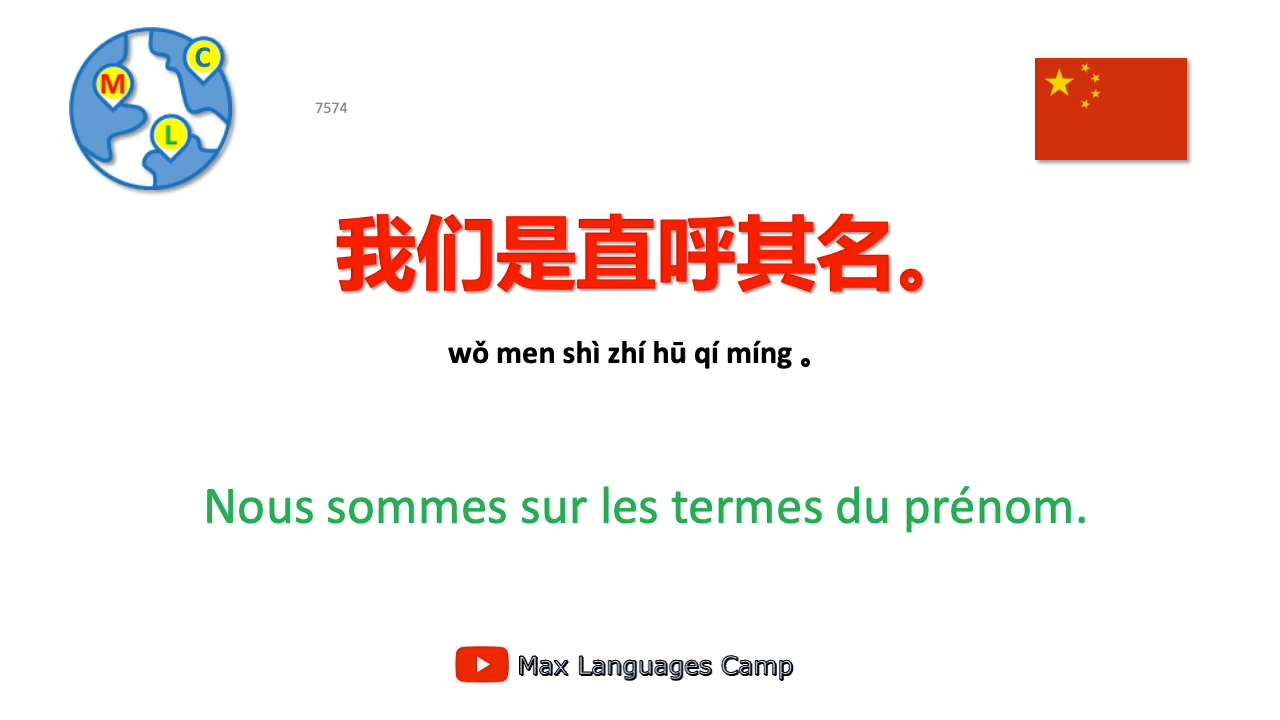 C
M
L
7574
我们是直呼其名。
wǒ men shì zhí hū qí míng 。
Nous sommes sur les termes du prénom.
Max Languages Camp